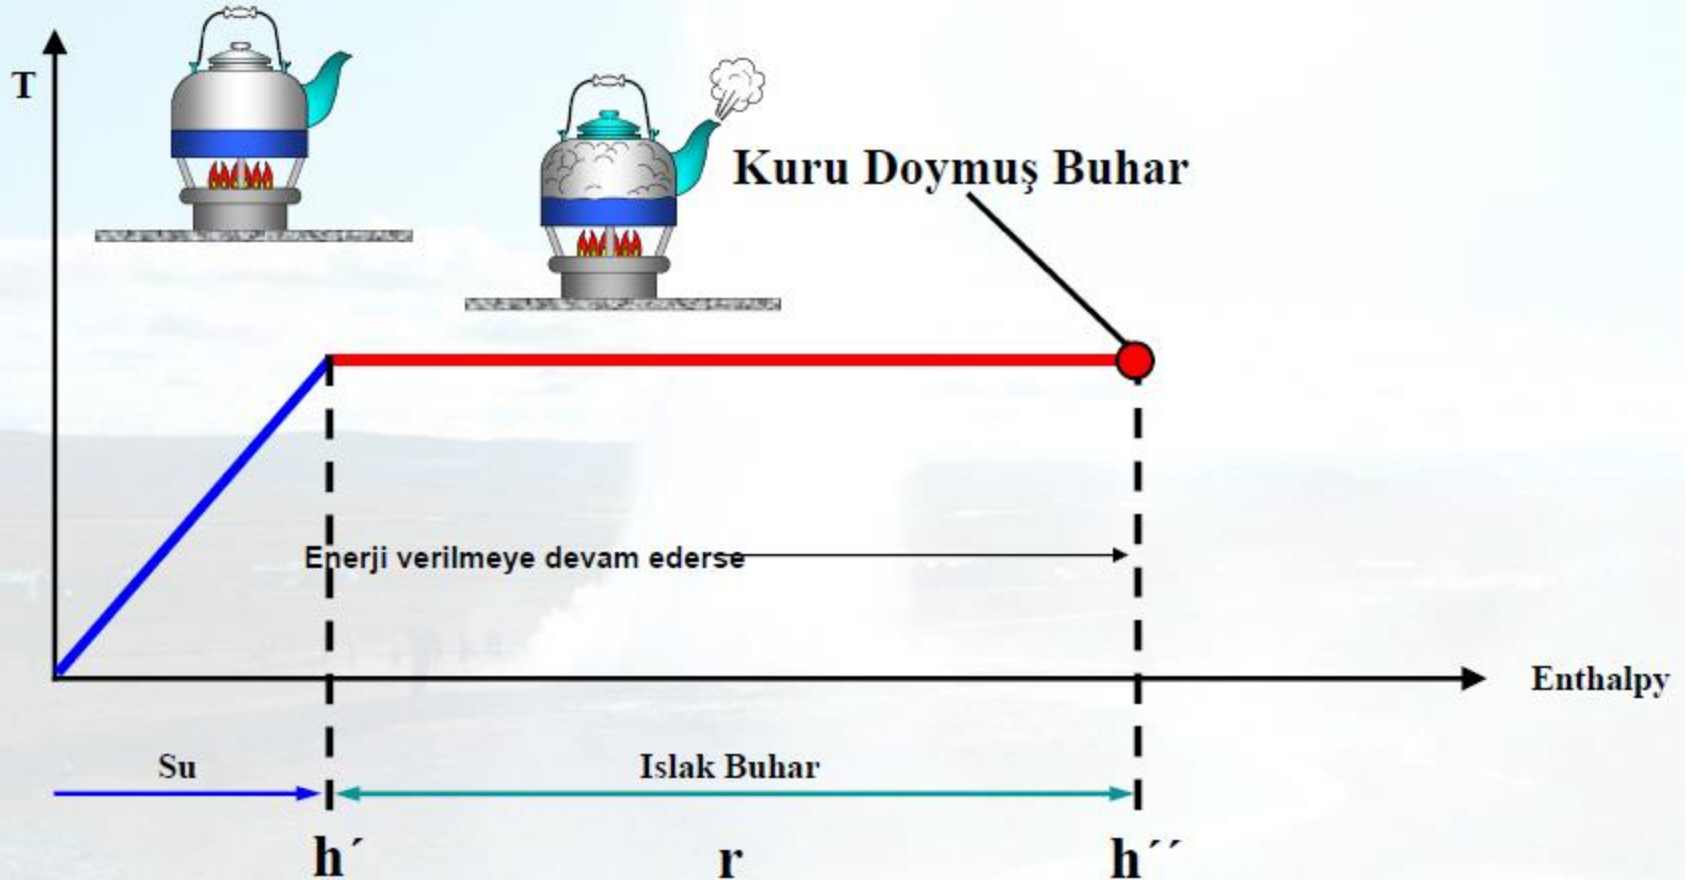 T
Kuru Doymuş Buhar
Enerji verilmeye devam ederse
Enthalpy
Su
Islak Buhar
h´
r
h´´